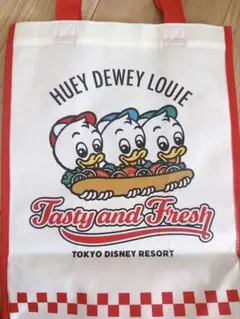 HUEY DEWEY LOUIE
Tasty and Fresh
TOKYO DISNEY RESORT